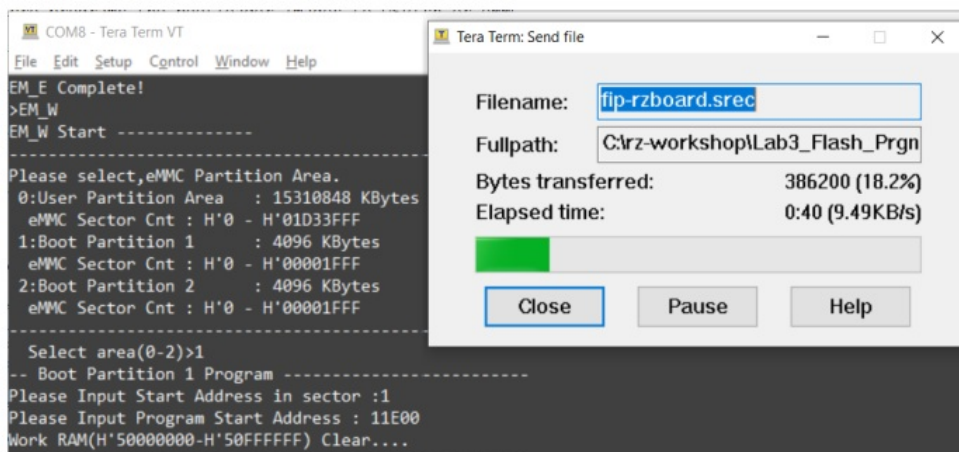 COM8 - Tera Term VT
File Edit Setup Control Window Help
EM_E Complete!
>EM_W
EM_W Start --------------
Please select,eMMC Partition Area.
0:User Partition Area : 15310848 KBytes
eMMC Sector Cnt : H'0 - H'01D33FFF
1:Boot Partition 1 : 4096 KBytes
eMMC Sector Cnt : H'0 - H'00001FFF
2:Boot Partition 2 : 4096 KBytes
eMMC Sector Cnt : H'0 - H'00001FFF
Select area(0-2)>1
-- Boot Partition 1 Program -------------------------
Please Input Start Address in sector :1
Please Input Program Start Address : 11E00
Work RAM(H'50000000-H'50FFFFFF) Clear....
Tera Term: Send file
Filename: fip-rzboard.srec
Fullpath: C:\rz-workshop\Lab3_Flash_Prgn
Bytes transferred: 386200 (18.2%)
Elapsed time: 0:40 (9.49KB/s)
Close Pause Help